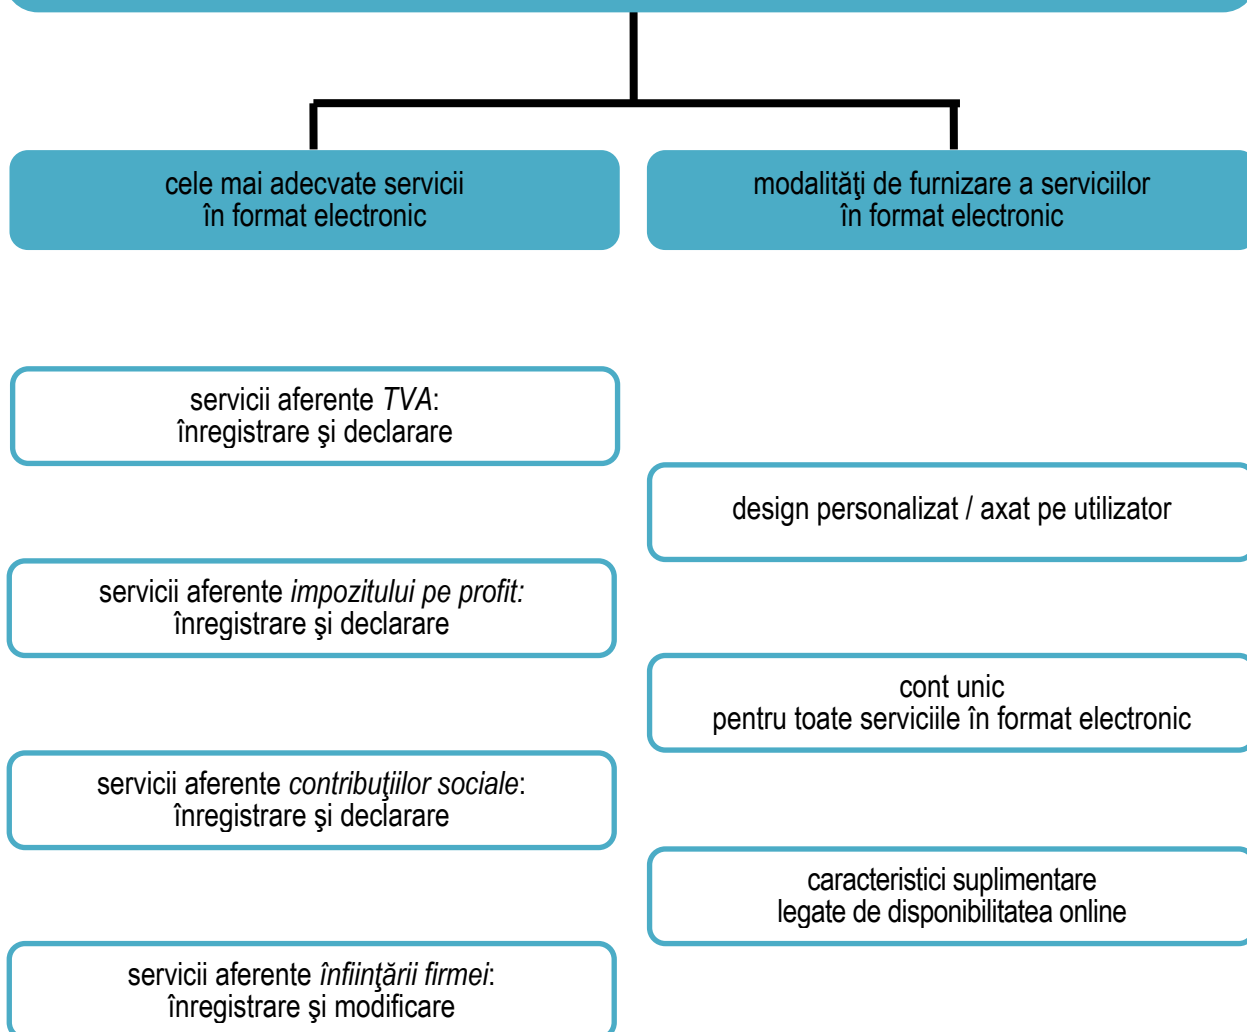 cele mai adecvate servicii
în format electronic
modalităţi de furnizare a serviciilor
în format electronic
servicii aferente TVA:
înregistrare şi declarare
servicii aferente impozitului pe profit:
înregistrare şi declarare
servicii aferente contribuţiilor sociale:
înregistrare şi declarare
servicii aferente înfiinţării firmei:
înregistrare şi modificare
design personalizat / axat pe utilizator
cont unic
pentru toate serviciile în format electronic
caracteristici suplimentare
legate de disponibilitatea online